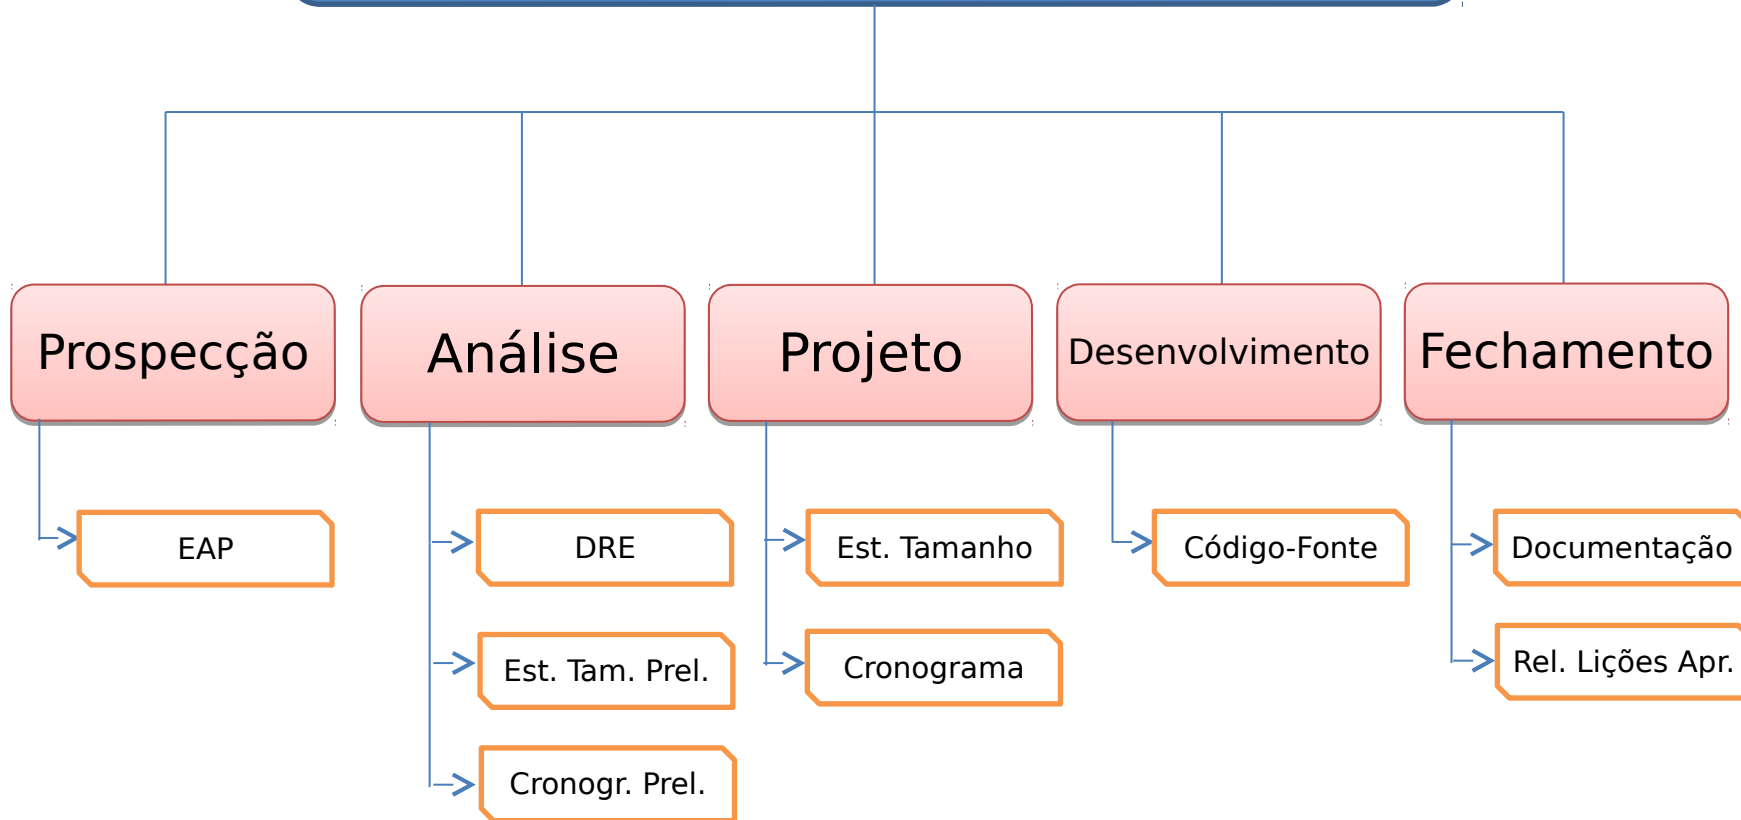 Prospecção
Análise
Projeto
Desenvolvimento
Fechamento
EAP
DRE
Est. Tamanho
Código-Fonte
Documentação
Est. Tam. Prel.
Cronograma
Rel. Lições Apr.
Cronogr. Prel.